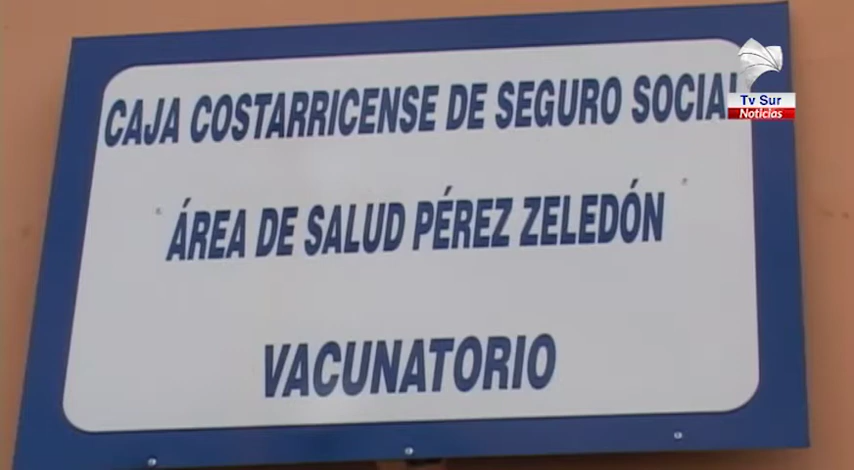 CAJA COSTARRICENSE DE SEGURO SOCIAL
Tv Sur
Noticias
ÁREA DE SALUD PÉREZ ZELEDÓN
VACUNATORIO